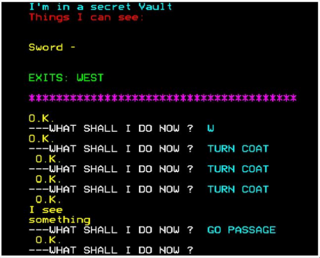 I'm in a secret Vault
Things I can see:
Sword -
EXITS: WEST
****************************************
O.K.
---WHAT SHALL I DO NOW ? W
O.K.
---WHAT SHALL I DO NOW ? TURN COAT
O.K.
---WHAT SHALL I DO NOW ? TURN COAT
O.K.
---WHAT SHALL I DO NOW ? TURN COAT
O.K.
I see
something
---WHAT SHALL I DO NOW ? GO PASSAGE
O.K.
---WHAT SHALL I DO NOW ?